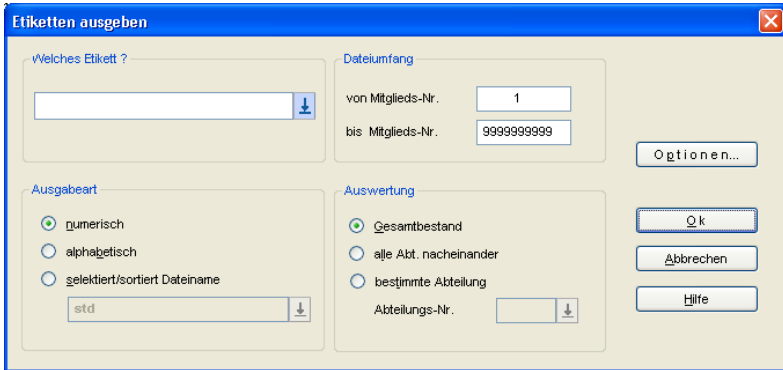 Etiketten ausgeben
Welches Etikett ?
Dateiumfang
von Mitglieds-Nr.
1
bis Mitglieds-Nr.
9999999999
Optionen...
Ausgabeart
numerisch
alphabetisch
selektiert/sortiert Dateiname
std
Auswertung
Gesamtbestand
alle Abt. nacheinander
bestimmte Abteilung
Abteilungs-Nr.
Ok
Abbrechen
Hilfe